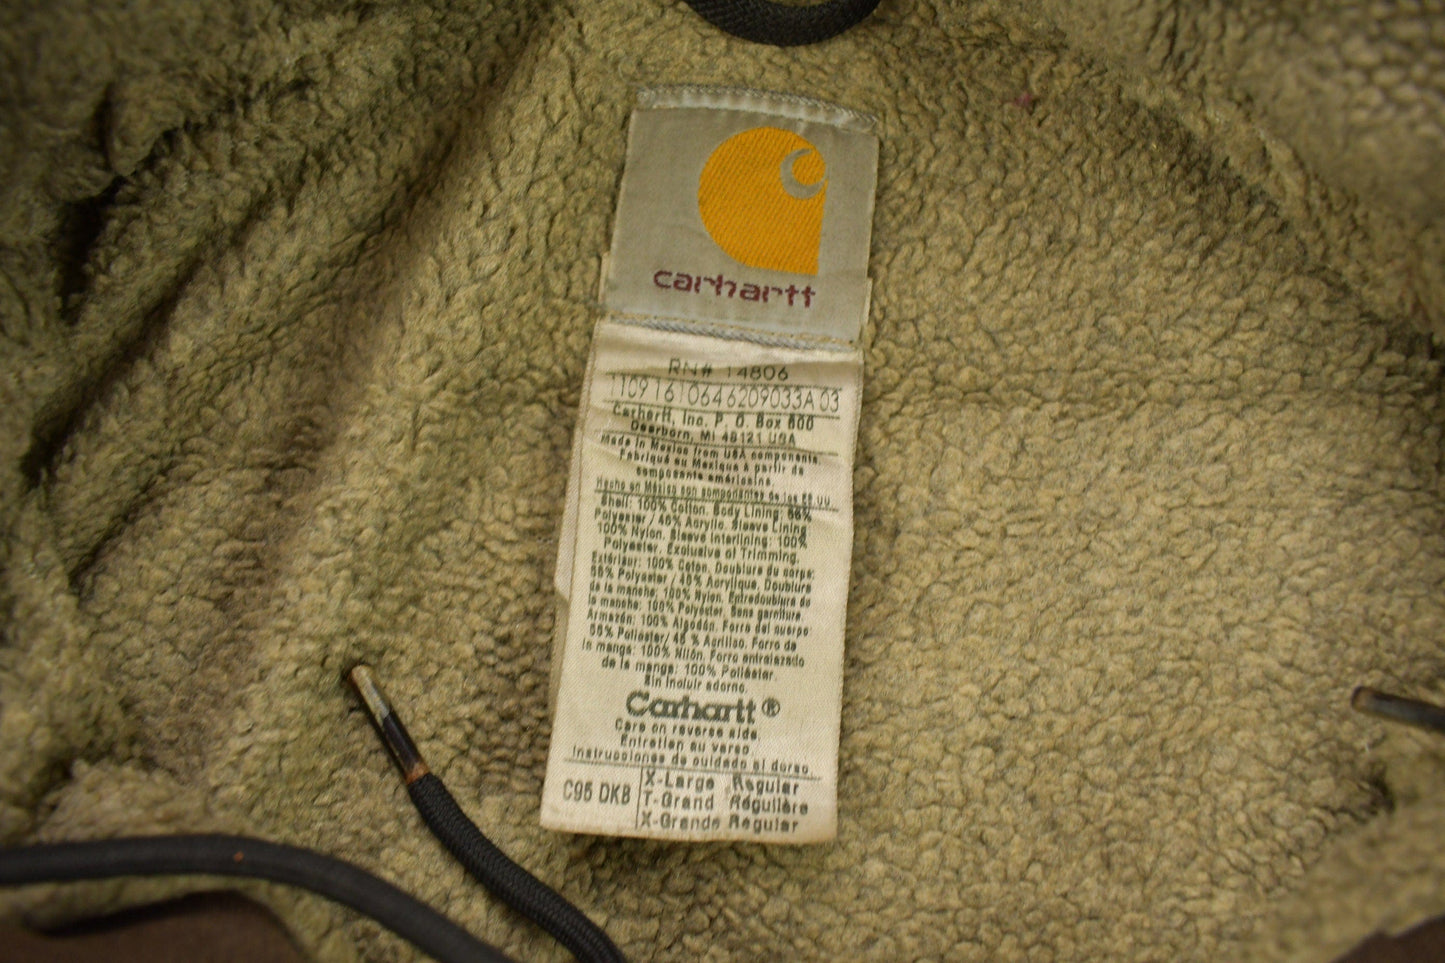 carhartt
RN# 14806
1109 161064 6209033A 03
Carhartt, Inc. P. O. Box 600
Dearborn, MI 48121 USA
Made in Mexico from USA components.
Fabriqué au Mexique à partir de
composants américains.
Hecho en México con componentes de los EE UU
Shell: 100% Cotton. Body Lining: 55%
Polyester / 45% Acrylic. Sleeve Lining
100% Nylon. Sleeve Interlining: 100%
Polyester. Exclusive of Trimming.
Extérieur: 100% Coton. Doublure du corps:
55% Polyester / 45% Acrylique. Doublure
de la manche: 100% Nylon. Entredoublure de
la manche: 100% Polyester. Sans garniture.
Armazón: 100% Algodón. Forro del cuerpo:
55% Poliéster/ 45 % Acrílico. Forro de
la manga: 100% Nilón. Forro entrelazado
de la manga: 100% Poliéster.
Sin incluir adorno.
Carhartt®
Care on reverse side.
Entretien au verso.
Instrucciones de cuidado al dorso.
C95 DKB
X-Large Regular
T-Grand Régulière
X-Grande Regular